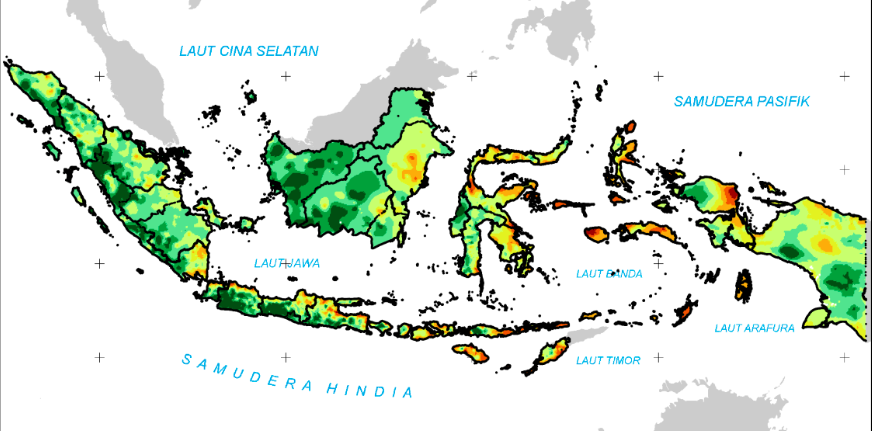 LAUT CINA SELATAN
SAMUDERA PASIFIK
LAUT JAWA
LAUT BANDA
LAUT ARAFURA
LAUT TIMOR
SAMUDERA HINDIA